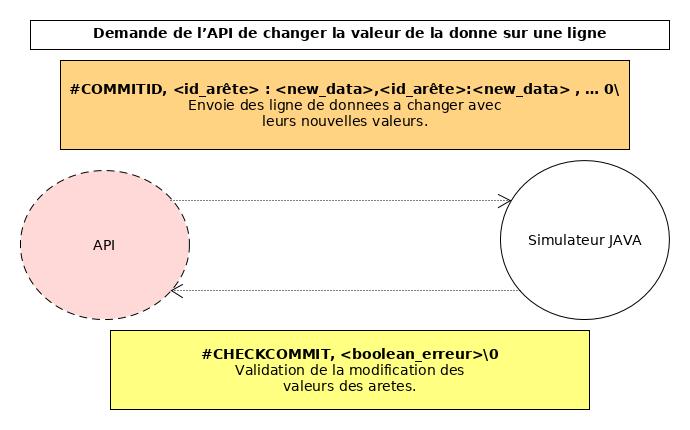 Demande de l’API de changer la valeur de la donne sur une ligne
#COMMITID, <id_arête> : <new_data>,<id_arête>:<new_data> , … 0\
Envoie des ligne de donnees a changer avec
leurs nouvelles valeurs.
API
Simulateur JAVA
#CHECKCOMMIT, <boolean_erreur>\0
Validation de la modification des
valeurs des aretes.